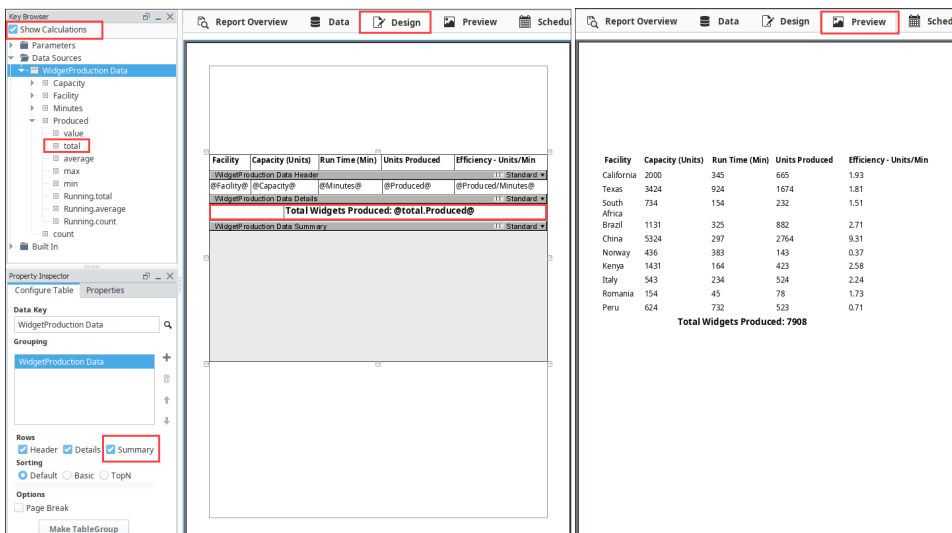 Key Browser
Show Calculations
Parameters
Data Sources
WidgetProduction Data
Capacity
Facility
Minutes
Produced
value
total
average
max
min
Running.total
Running.average
Running.count
count
Built In
Property Inspector
Configure Table Properties
Data Key
WidgetProduction Data
Grouping
WidgetProduction Data
Rows
Header Details Summary
Sorting
Default Basic TopN
Options
Page Break
Make TableGroup
Report Overview Data Design Preview Schedul
Facility Capacity (Units) Run Time (Min) Units Produced Efficiency - Units/Min
WidgetProduction Data Header Standard
@Facility@ @Capacity@ @Minutes@ @Produced@ @Produced/Minutes@
WidgetProduction Data Details Standard
Total Widgets Produced: @total.Produced@
WidgetProduction Data Summary Standard
Report Overview Data Design Preview Sched
Facility Capacity (Units) Run Time (Min) Units Produced Efficiency - Units/Min
California 2000 345 665 1.93
Texas 3424 924 1674 1.81
South 734 154 232 1.51
Africa
Brazil 1131 325 882 2.71
China 5324 297 2764 9.31
Norway 436 383 143 0.37
Kenya 1431 164 423 2.58
Italy 543 234 524 2.24
Romania 154 45 78 1.73
Peru 624 732 523 0.71
Total Widgets Produced: 7908